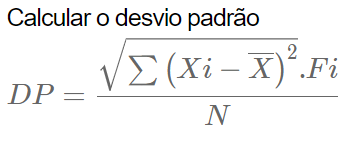 Calcular o desvio padrão
DP = √∑(Xi − X̅)². Fi / N